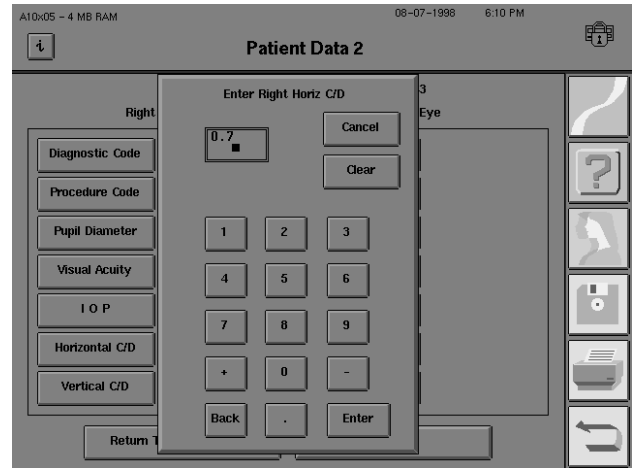 A10x05 – 4 MB RAM
08–07–1998 6:10 PM
i
Patient Data 2
Enter Right Horiz C/D
3
Right
Eye
0.7
Cancel
Clear
Diagnostic Code
Procedure Code
Pupil Diameter
Visual Acuity
I O P
Horizontal C/D
Vertical C/D
1 2 3
4 5 6
7 8 9
+ 0 –
Back . Enter
Return T
?